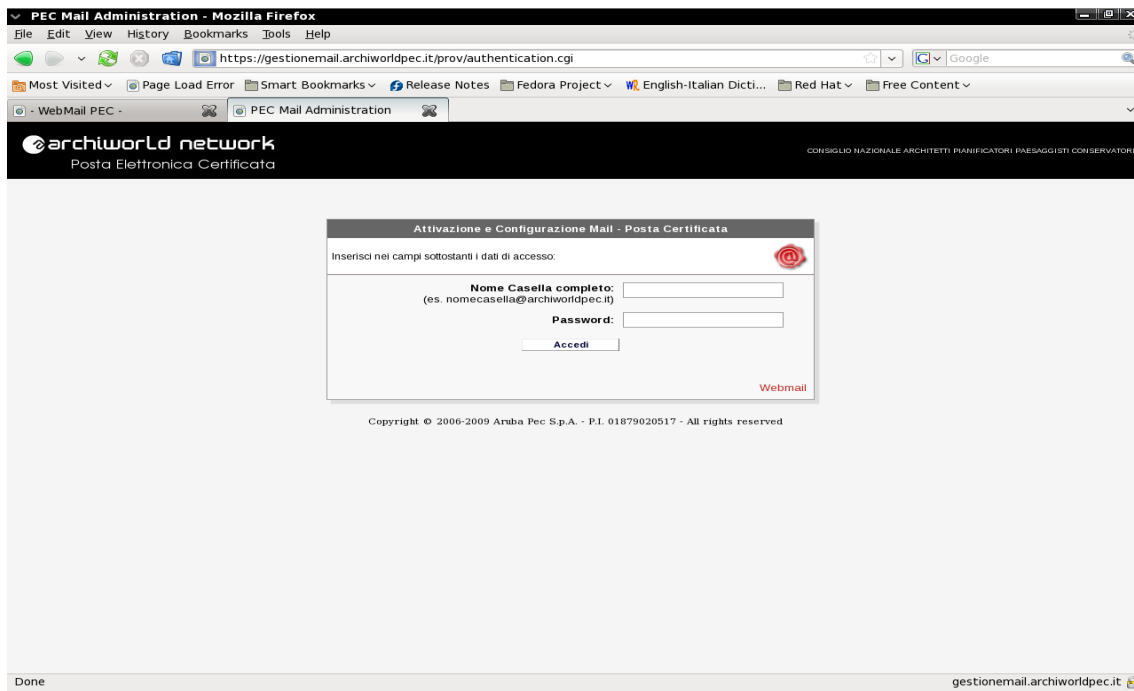 PEC Mail Administration - Mozilla Firefox
File Edit View History Bookmarks Tools Help
https://gestionemail.archiworldpec.it/prov/authentication.cgi
Google
Most Visited Page Load Error Smart Bookmarks Release Notes Fedora Project English-Italian Dicti... Red Hat Free Content
- WebMail PEC -
PEC Mail Administration
archiworld network
Posta Elettronica Certificata
CONSIGLIO NAZIONALE ARCHITETTI PIANIFICATORI PAESAGGISTI CONSERVATORI
Attivazione e Configurazione Mail - Posta Certificata
Inserisci nei campi sottostanti i dati di accesso:
Nome Casella completo:
(es. nomecasella@archiworldpec.it)
Password:
Accedi
Webmail
Copyright © 2006-2009 Aruba Pec S.p.A. - P.I. 01879020517 - All rights reserved
Done
gestionemail.archiworldpec.it